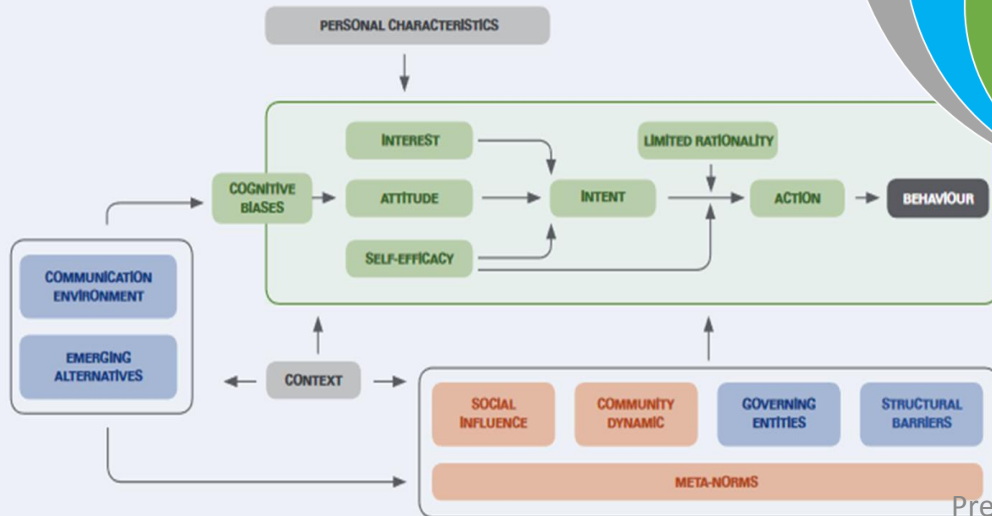 PERSONAL CHARACTERISTICS
INTEREST
LIMITED RATIONALITY
COGNITIVE
BIASES
ATTITUDE
INTENT
ACTION
BEHAVIOUR
SELF-EFFICACY
COMMUNICATION
ENVIRONMENT
EMERGING
ALTERNATIVES
CONTEXT
SOCIAL
INFLUENCE
COMMUNITY
DYNAMIC
GOVERNING
ENTITIES
STRUCTURAL
BARRIERS
META-NORMS
Pre